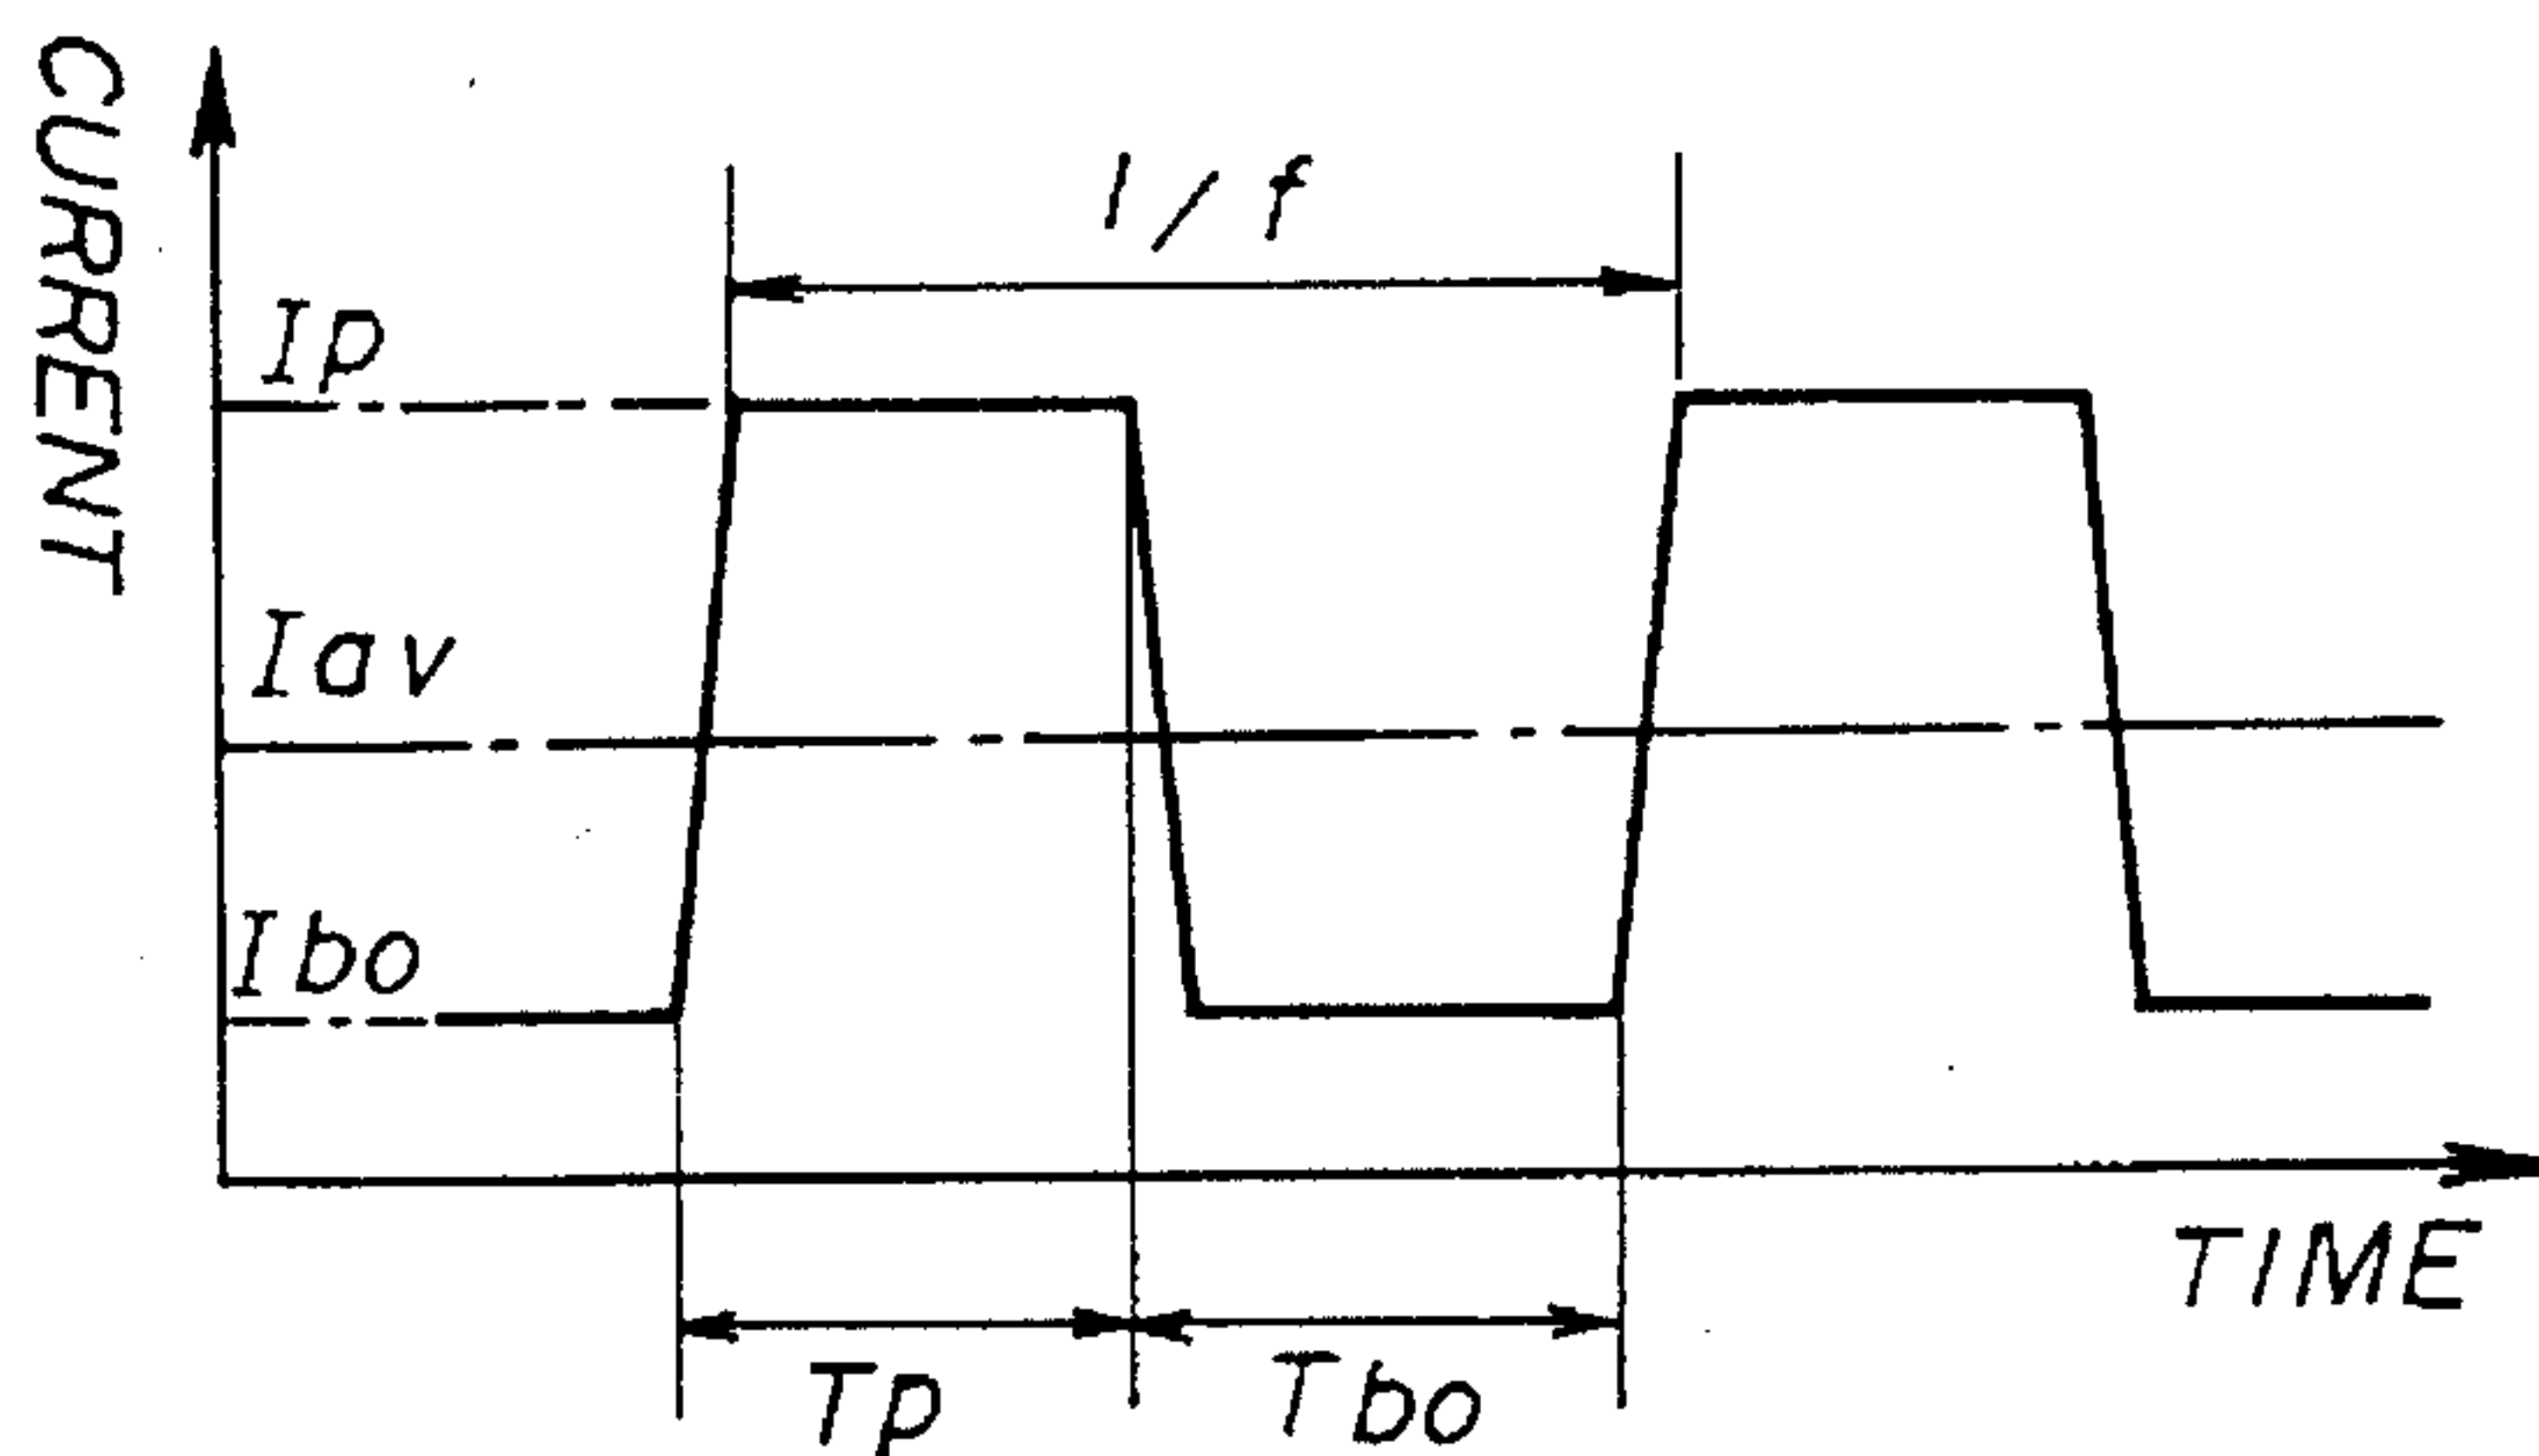 CURRENT
1/f
Ip
Iav
Ibo
TIME
Tp
Tbo